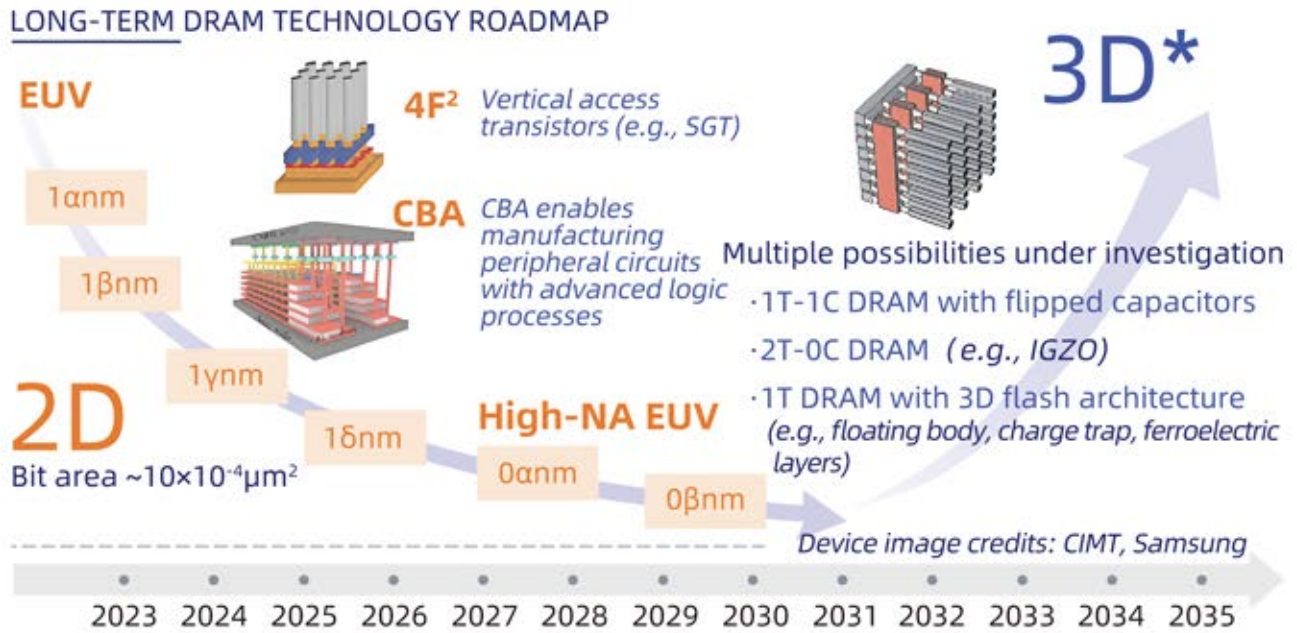 LONG-TERM DRAM TECHNOLOGY ROADMAP
EUV
4F²
Vertical access
transistors (e.g., SGT)
3D*
1αnm
CBA
CBA enables
manufacturing
peripheral circuits
with advanced logic
processes
1βnm
Multiple possibilities under investigation
·1T-1C DRAM with flipped capacitors
·2T-0C DRAM (e.g., IGZO)
·1T DRAM with 3D flash architecture
(e.g., floating body, charge trap, ferroelectric
layers)
1γnm
2D
Bit area ~10×10⁻⁴μm²
1δnm
High-NA EUV
0αnm
0βnm
Device image credits: CIMT, Samsung
2023 2024 2025 2026 2027 2028 2029 2030 2031 2032 2033 2034 2035